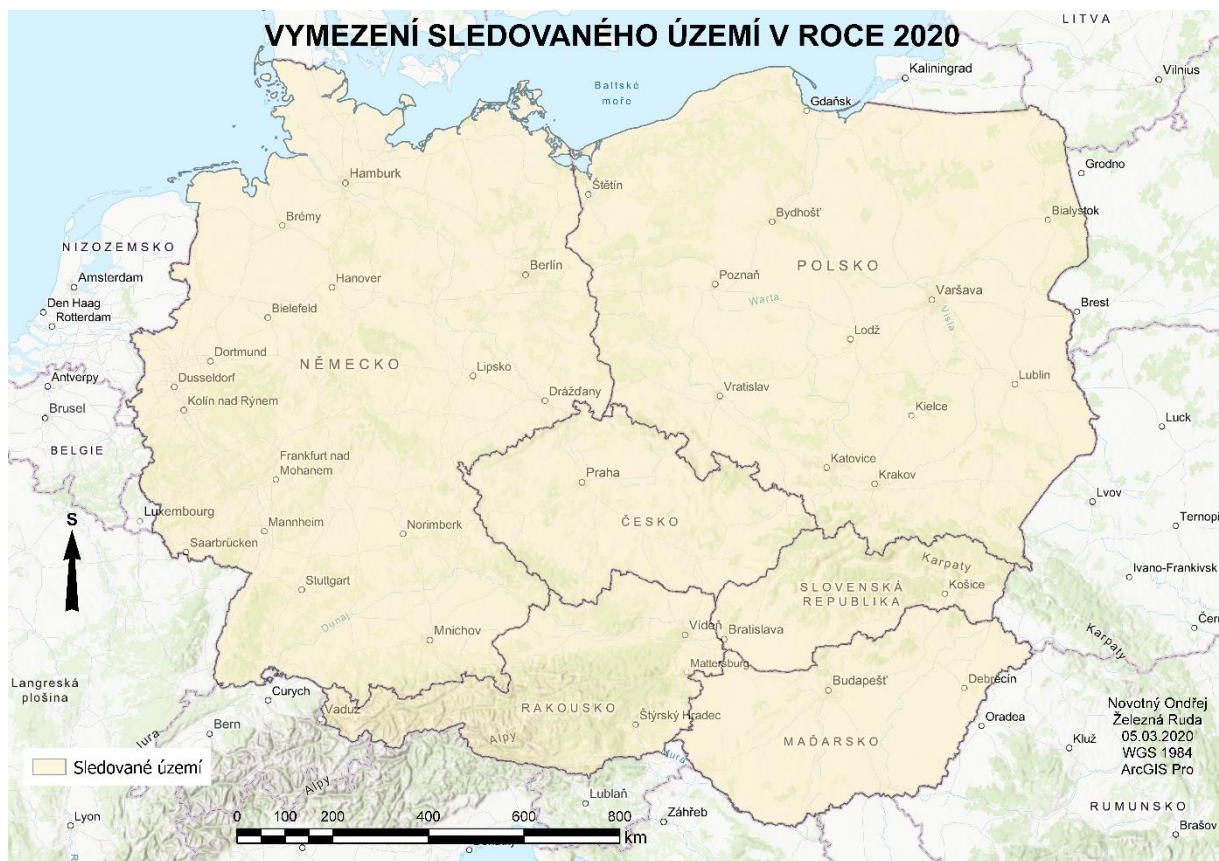 VYMEZENÍ SLEDOVANÉHO ÚZEMÍ V ROCE 2020
LITVA
Baltské
moře
Kaliningrad
Vilnius
Gdaňsk
Grodno
Hamburk
Štětín
Brémy
Bydhošť
Bialystok
NIZOZEMSKO
Berlín
POLSKO
Amsterdam
Hanover
Poznaň
Varšava
Warta
Visla
Den Haag
Rotterdam
Bielefeld
Brest
Lodž
Dortmund
NĚMECKO
Lipsko
Antverpy
Dusseldorf
Drážďany
Vratislav
Lublin
Brusel
Kolín nad Rýnem
Kielce
Luck
BELGIE
Frankfurt nad
Mohanem
Praha
Katovice
Krakov
Lvov
Luxembourg
S
Mannheim
Norimberk
ČESKO
Ternopi
Saarbrücken
Karpaty
Ivano-Frankivsk
Stuttgart
SLOVENSKÁ
REPUBLIKA
Košice
Dunaj
Mnichov
Vídeň
Bratislava
Čer
Karpaty
Mattersburg
Langreská
plošina
Curych
Budapešť
Debrecín
Vaduz
RAKOUSKO
Štýrský Hradec
Oradea
Novotný Ondřej
Železná Ruda
05.03.2020
WGS 1984
ArcGIS Pro
Bern
Jura
Alpy
MAĎARSKO
Kluž
Mura
Sledované území
Alpy
Lublaň
Záhřeb
RUMUNSKO
Lyon
0 100 200 400 600 800
km
Brašov